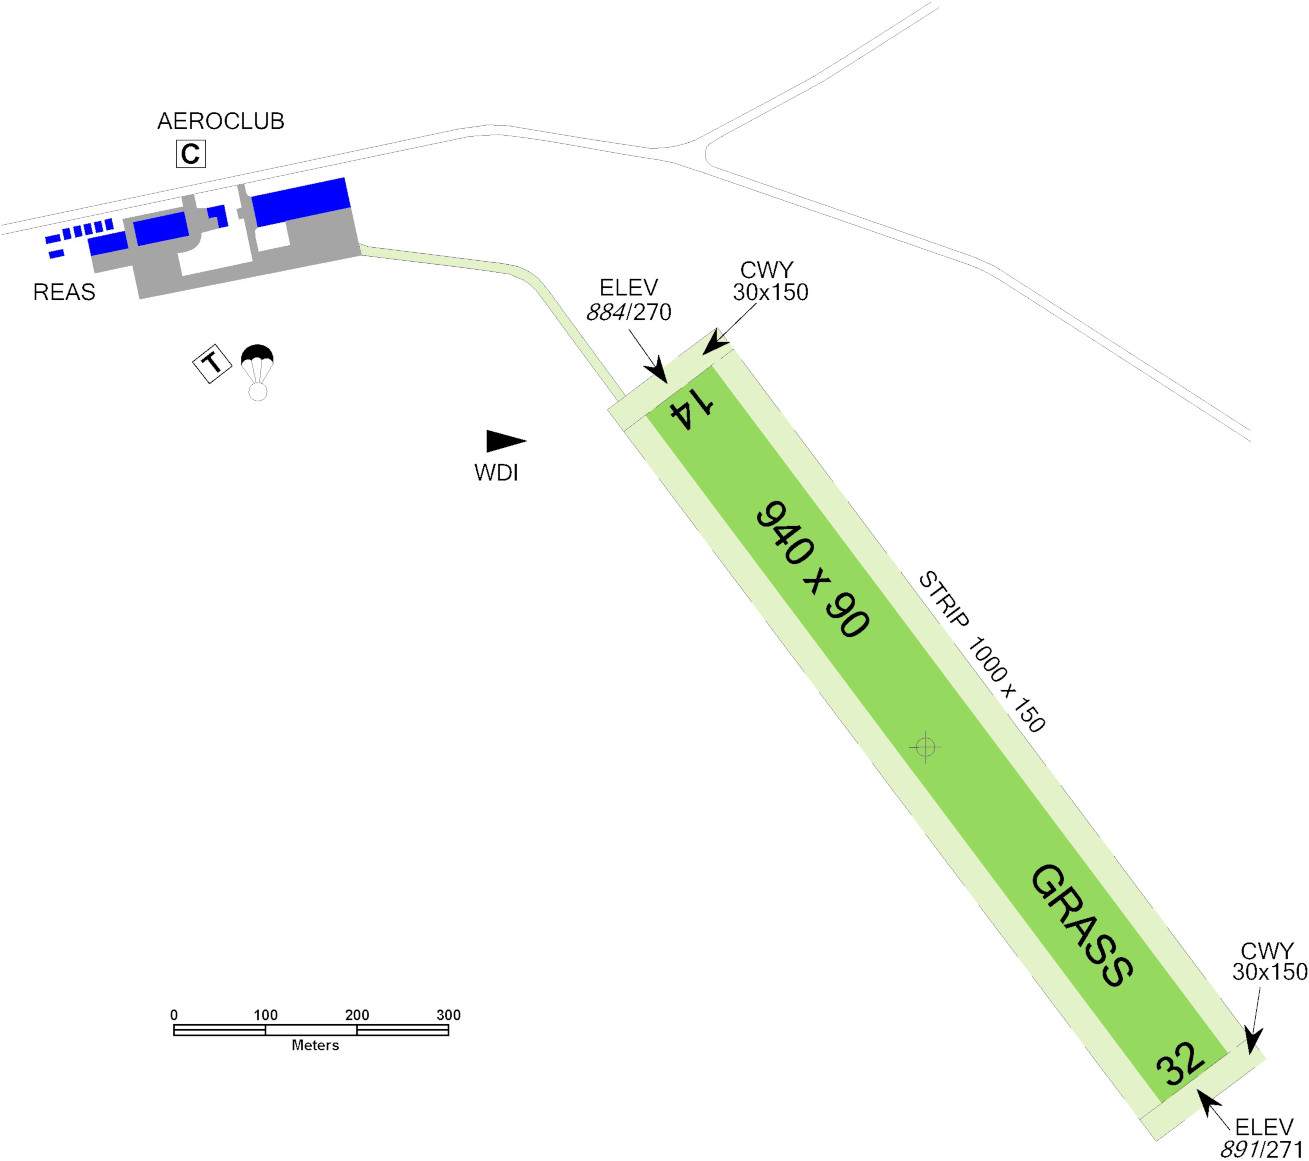 AEROCLUB
C
REAS
T
ELEV
884/270
CWY
30x150
WDI
14
940 x 90
STRIP 1000 x 150
GRASS
32
CWY
30x150
ELEV
891/271
0 100 200 300
Meters